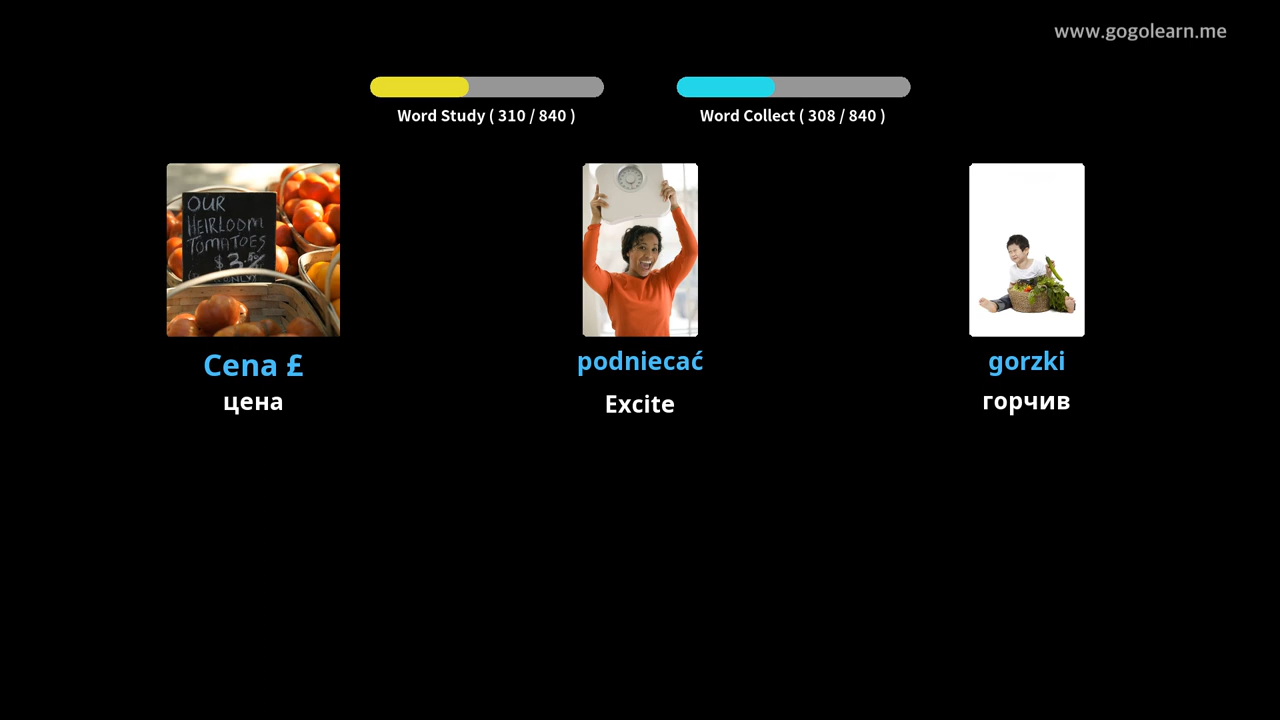 www.gogolearn.me
Word Study ( 310 / 840 )
Word Collect ( 308 / 840 )
OUR
HEIRLOOM
TOMATOES
Cena £
цена
podniecać
Excite
gorzki
горчив